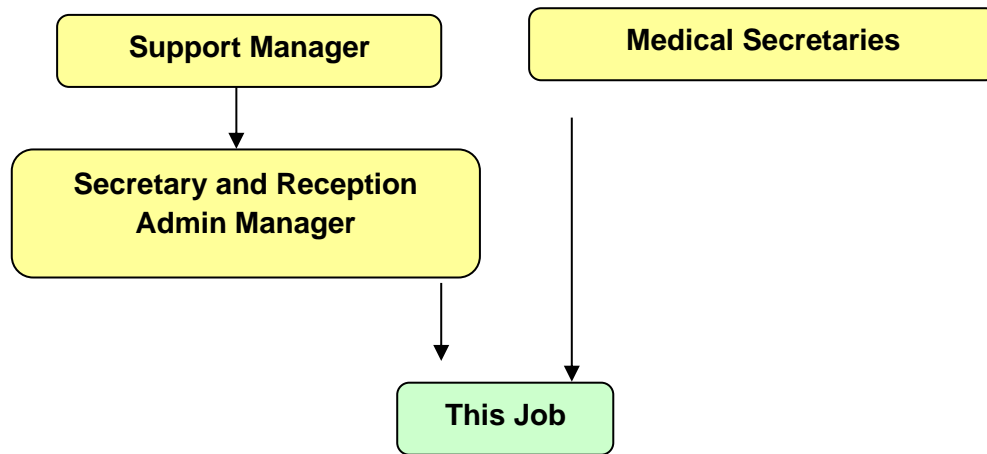 Support Manager
Medical Secretaries
Secretary and Reception
Admin Manager
This Job